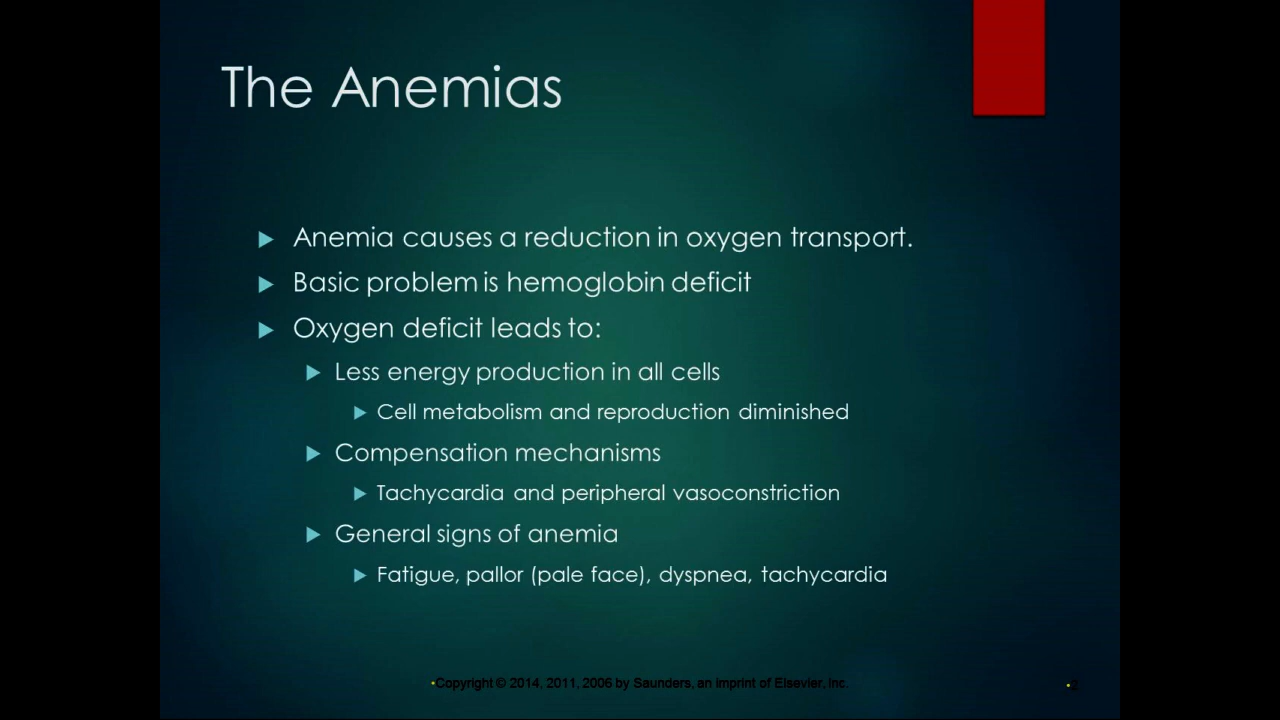 The Anemias
Anemia causes a reduction in oxygen transport.
Basic problem is hemoglobin deficit
Oxygen deficit leads to:
Less energy production in all cells
Cell metabolism and reproduction diminished
Compensation mechanisms
Tachycardia and peripheral vasoconstriction
General signs of anemia
Fatigue, pallor (pale face), dyspnea, tachycardia
Copyright © 2014, 2011, 2006 by Saunders, an imprint of Elsevier, Inc.